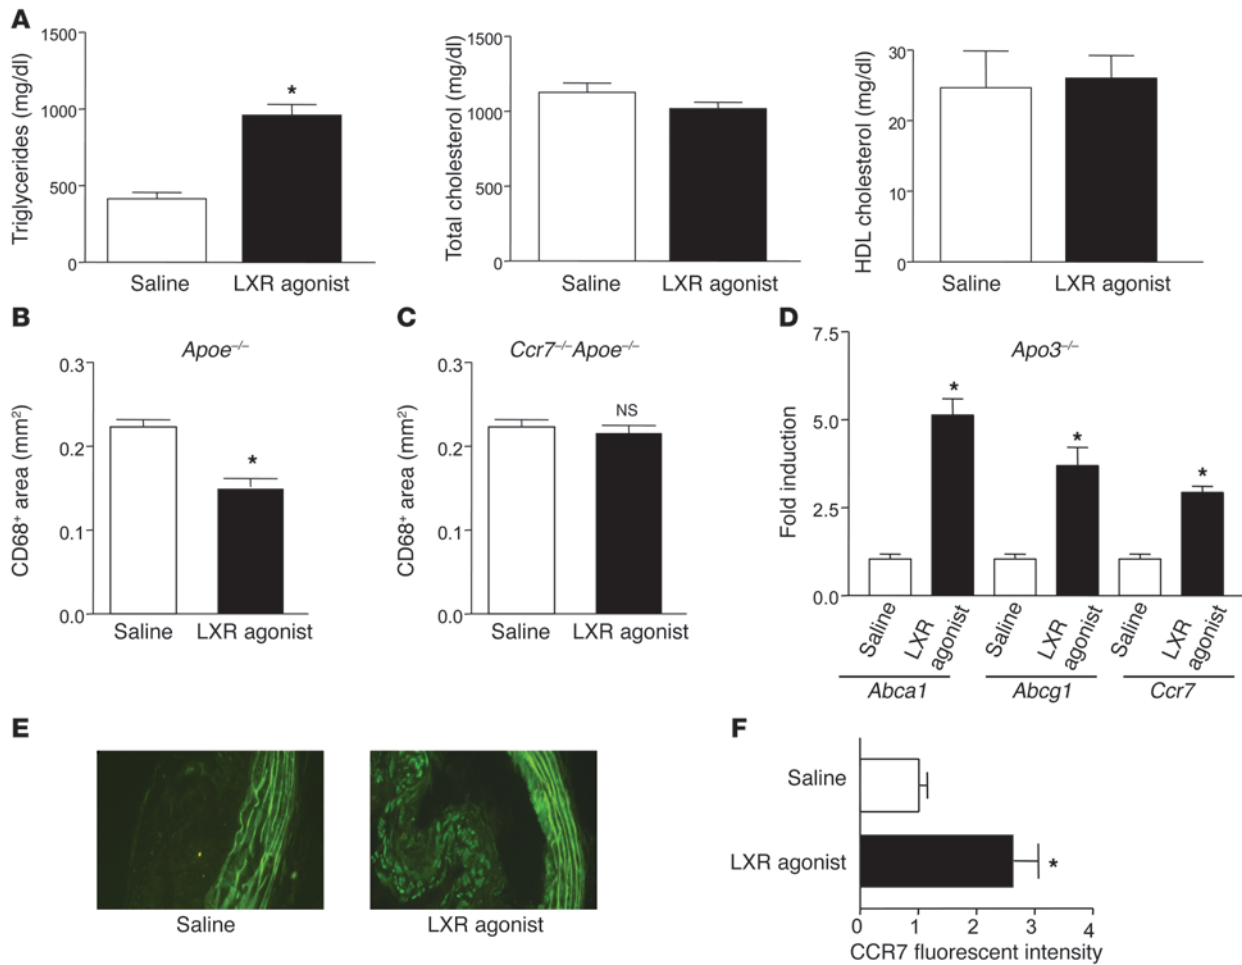 A
Triglycerides (mg/dl)
1500
1000
500
0
*
Saline
LXR agonist
Total cholesterol (mg/dl)
1500
1000
500
0
Saline
LXR agonist
HDL cholesterol (mg/dl)
30
20
10
0
Saline
LXR agonist
B
Apoe–/–
CD68+ area (mm2)
0.3
0.2
0.1
0.0
*
Saline
LXR agonist
C
Ccr7–/–Apoe–/–
CD68+ area (mm2)
0.3
0.2
0.1
0.0
NS
Saline
LXR agonist
D
Apo3–/–
Fold induction
7.5
5.0
2.5
0.0
*
*
*
Saline
LXR
agonist
Saline
LXR
agonist
Saline
LXR
agonist
Abca1
Abcg1
Ccr7
E
Saline
LXR agonist
F
Saline
LXR agonist
*
0
1
2
3
4
CCR7 fluorescent intensity